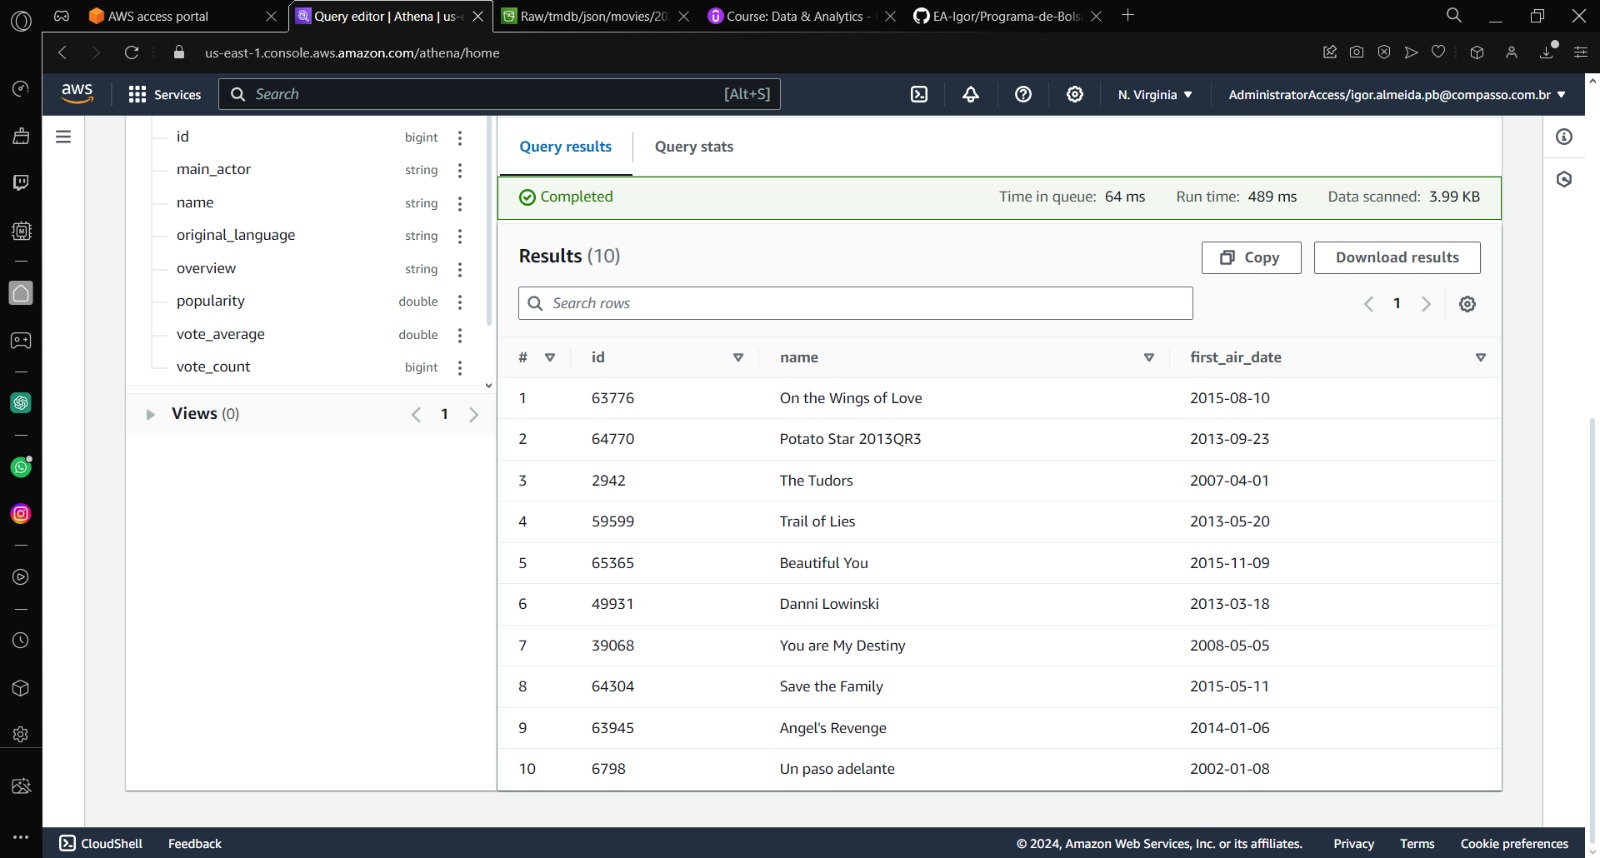 AWS access portal
Query editor | Athena | us-e
Raw/tmdb/json/movies/20
Course: Data & Analytics -
EA-Igor/Programa-de-Bols
us-east-1.console.aws.amazon.com/athena/home
aws
Services
Search
[Alt+S]
N. Virginia
AdministratorAccess/igor.almeida.pb@compasso.com.br
id bigint
main_actor string
name string
original_language string
overview string
popularity double
vote_average double
vote_count bigint
Views (0) 1
Query results
Query stats
Completed
Time in queue: 64 ms Run time: 489 ms Data scanned: 3.99 KB
Results (10)
Copy
Download results
Search rows
1
# id name first_air_date
1 63776 On the Wings of Love 2015-08-10
2 64770 Potato Star 2013QR3 2013-09-23
3 2942 The Tudors 2007-04-01
4 59599 Trail of Lies 2013-05-20
5 65365 Beautiful You 2015-11-09
6 49931 Danni Lowinski 2013-03-18
7 39068 You are My Destiny 2008-05-05
8 64304 Save the Family 2015-05-11
9 63945 Angel's Revenge 2014-01-06
10 6798 Un paso adelante 2002-01-08
CloudShell Feedback © 2024, Amazon Web Services, Inc. or its affiliates. Privacy Terms Cookie preferences